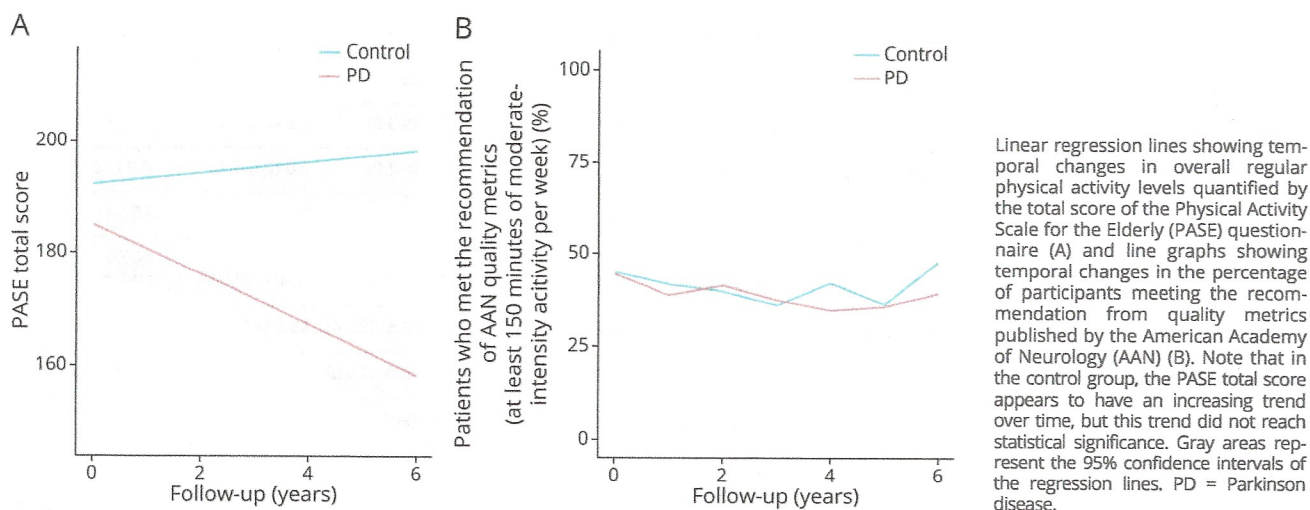 A
Control
PD
200
180
160
PASE total score
0 2 4 6
Follow-up (years)
B
Control
PD
100
75
50
25
0
Patients who met the recommendation
of AAN quality metrics
(at least 150 minutes of moderate-
intensity acitivity per week) (%)
0 1 2 3 4 5 6
Follow-up (years)
Linear regression lines showing tem-
poral changes in overall regular
physical activity levels quantified by
the total score of the Physical Activity
Scale for the Elderly (PASE) question-
naire (A) and line graphs showing
temporal changes in the percentage
of participants meeting the recom-
mendation from quality metrics
published by the American Academy
of Neurology (AAN) (B). Note that in
the control group, the PASE total score
appears to have an increasing trend
over time, but this trend did not reach
statistical significance. Gray areas rep-
resent the 95% confidence intervals of
the regression lines. PD = Parkinson
disease.